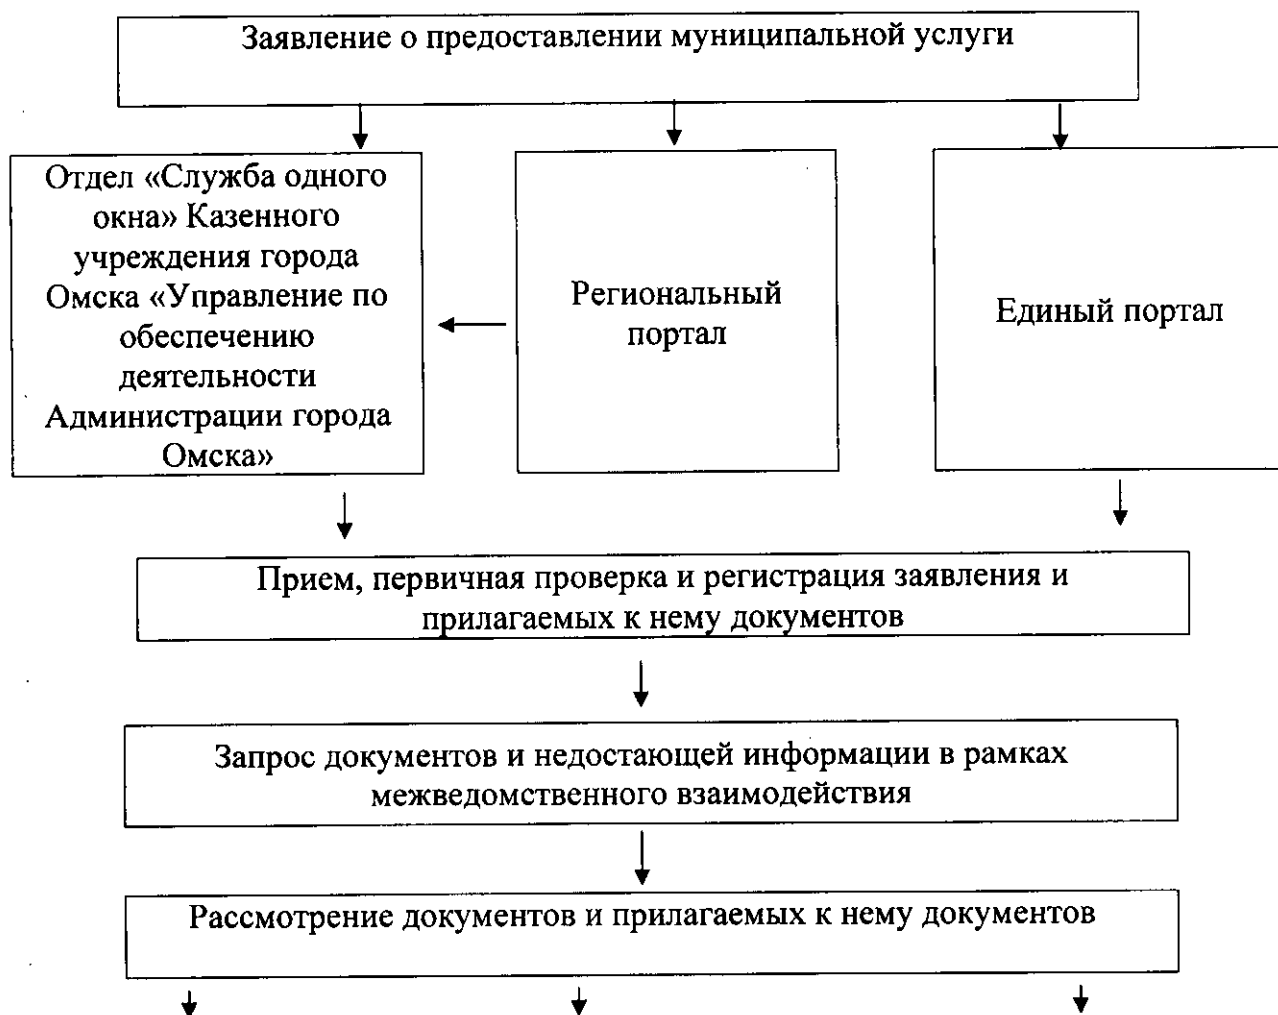 Заявление о предоставлении муниципальной услуги
Отдел «Служба одного
окна» Казенного
учреждения города
Омска «Управление по
обеспечению
деятельности
Администрации города
Омска»
Региональный
портал
Единый портал
Прием, первичная проверка и регистрация заявления и
прилагаемых к нему документов
Запрос документов и недостающей информации в рамках
межведомственного взаимодействия
Рассмотрение документов и прилагаемых к нему документов